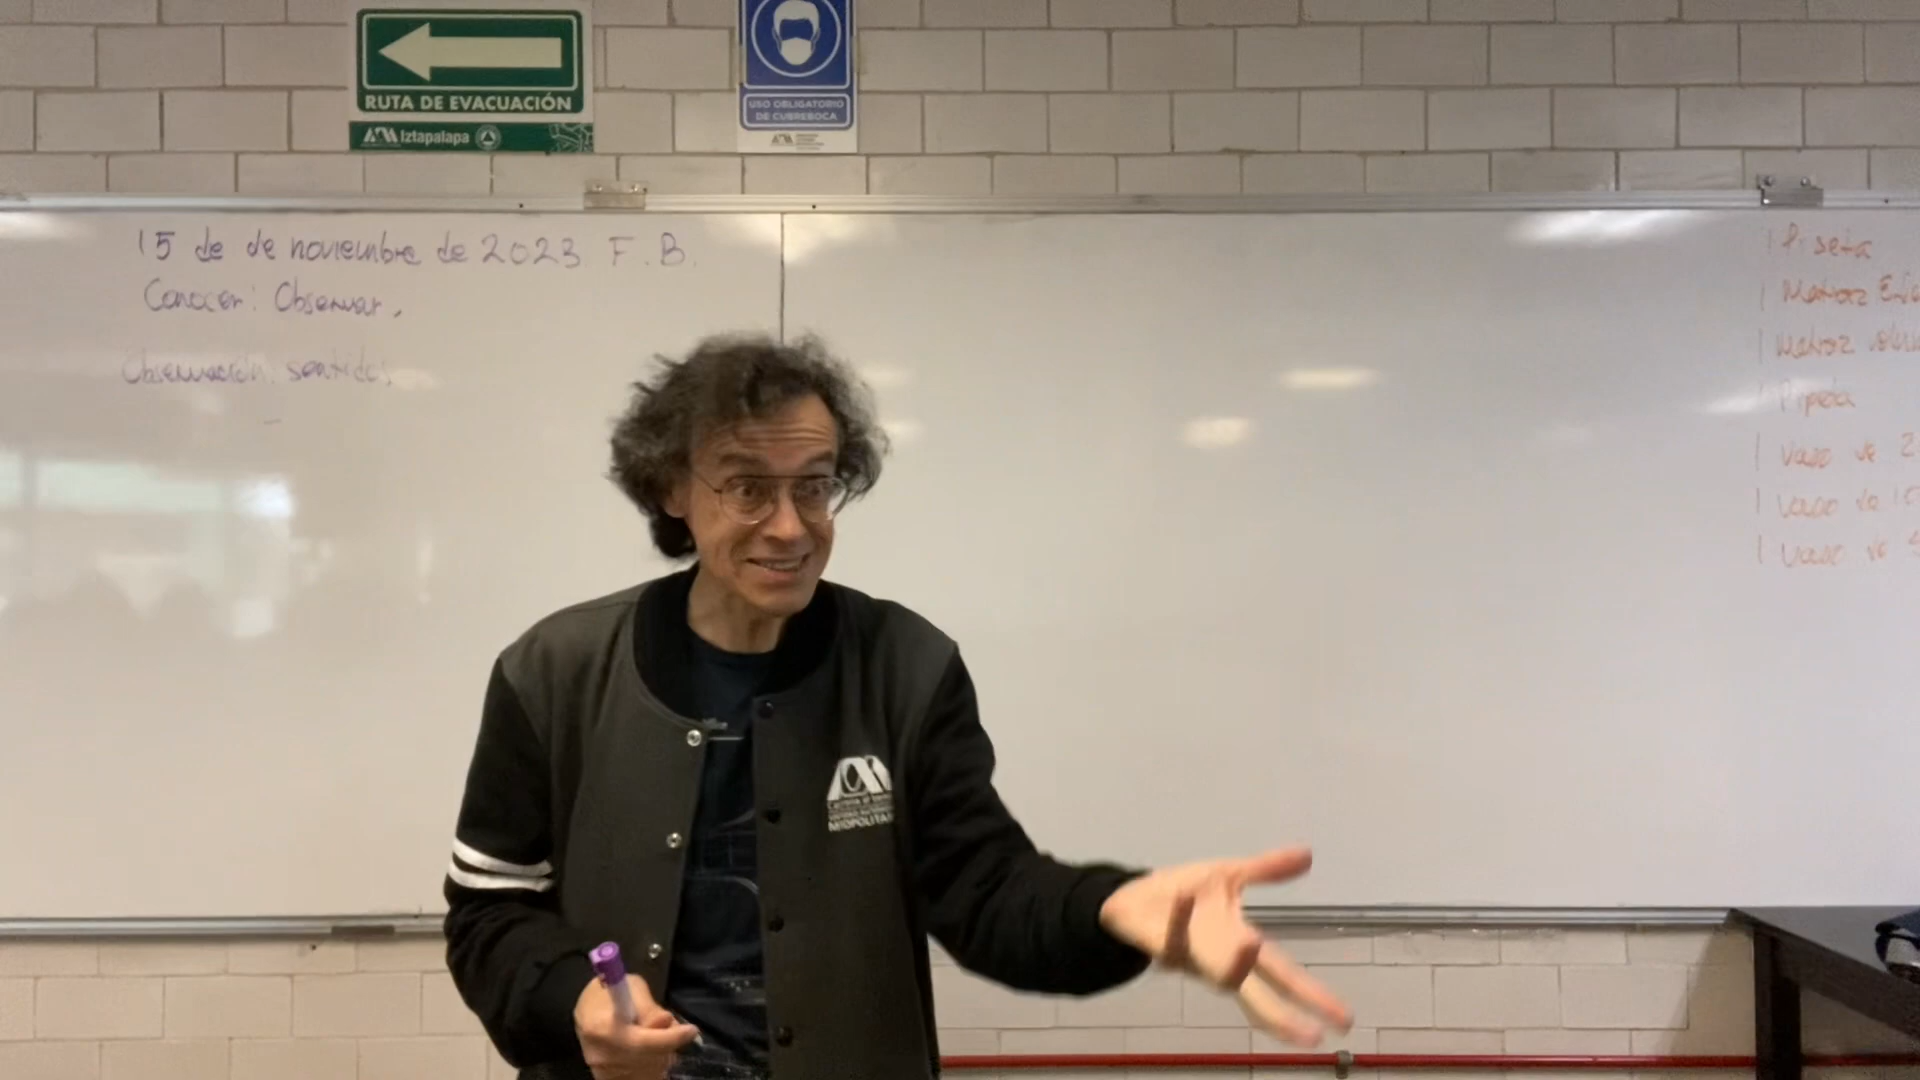 RUTA DE EVACUACIÓN
Iztapalapa
USO OBLIGATORIO
DE CUBREBOCA
15 de de noviembre de 2023 F.B.
Conocer: Observar,
Observación: sentidos
Piseta
Matraz
Matraz
Pipeta
Vaso de 2
Vaso de
Vaso de